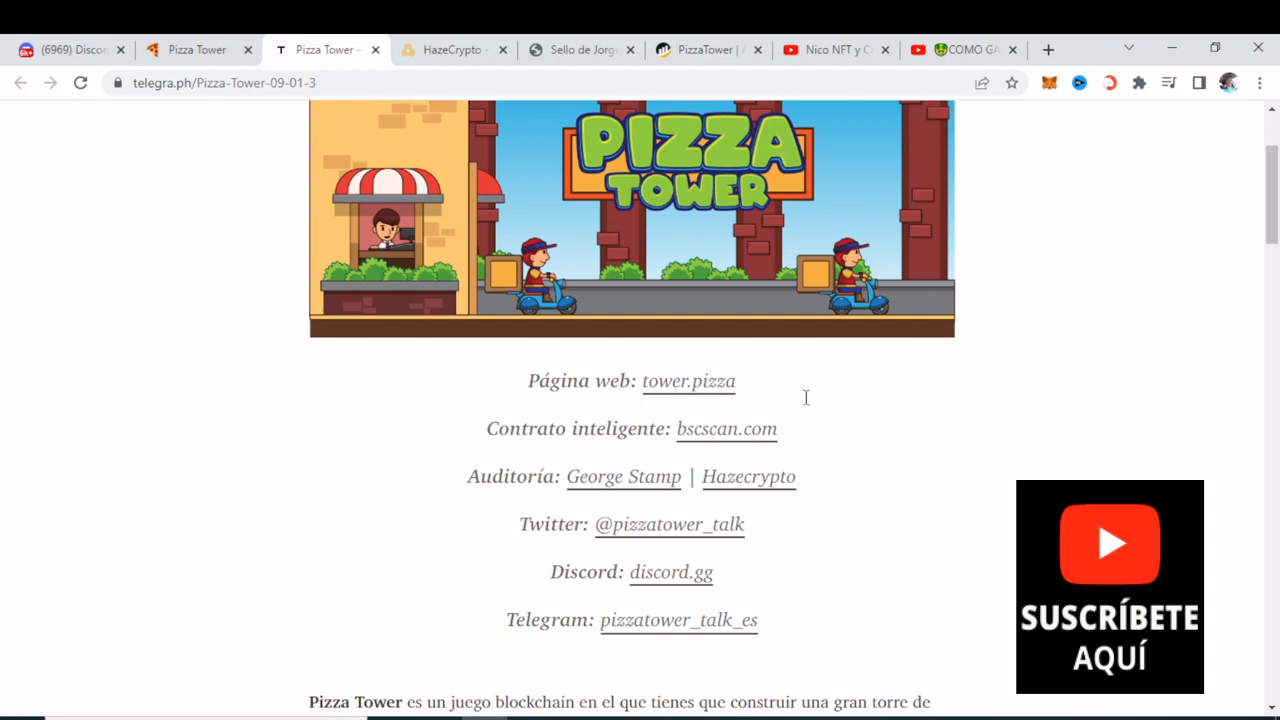 (6969) Discor
Pizza Tower
Pizza Tower –
HazeCrypto -
Sello de Jorge
PizzaTower | A
Nico NFT y C
COMO GA
telegra.ph/Pizza-Tower-09-01-3
PIZZA
TOWER
Página web: tower.pizza
Contrato inteligente: bscscan.com
Auditoría: George Stamp | Hazecrypto
Twitter: @pizzatower_talk
Discord: discord.gg
Telegram: pizzatower_talk_es
SUSCRÍBETE
AQUÍ
Pizza Tower es un juego blockchain en el que tienes que construir una gran torre de